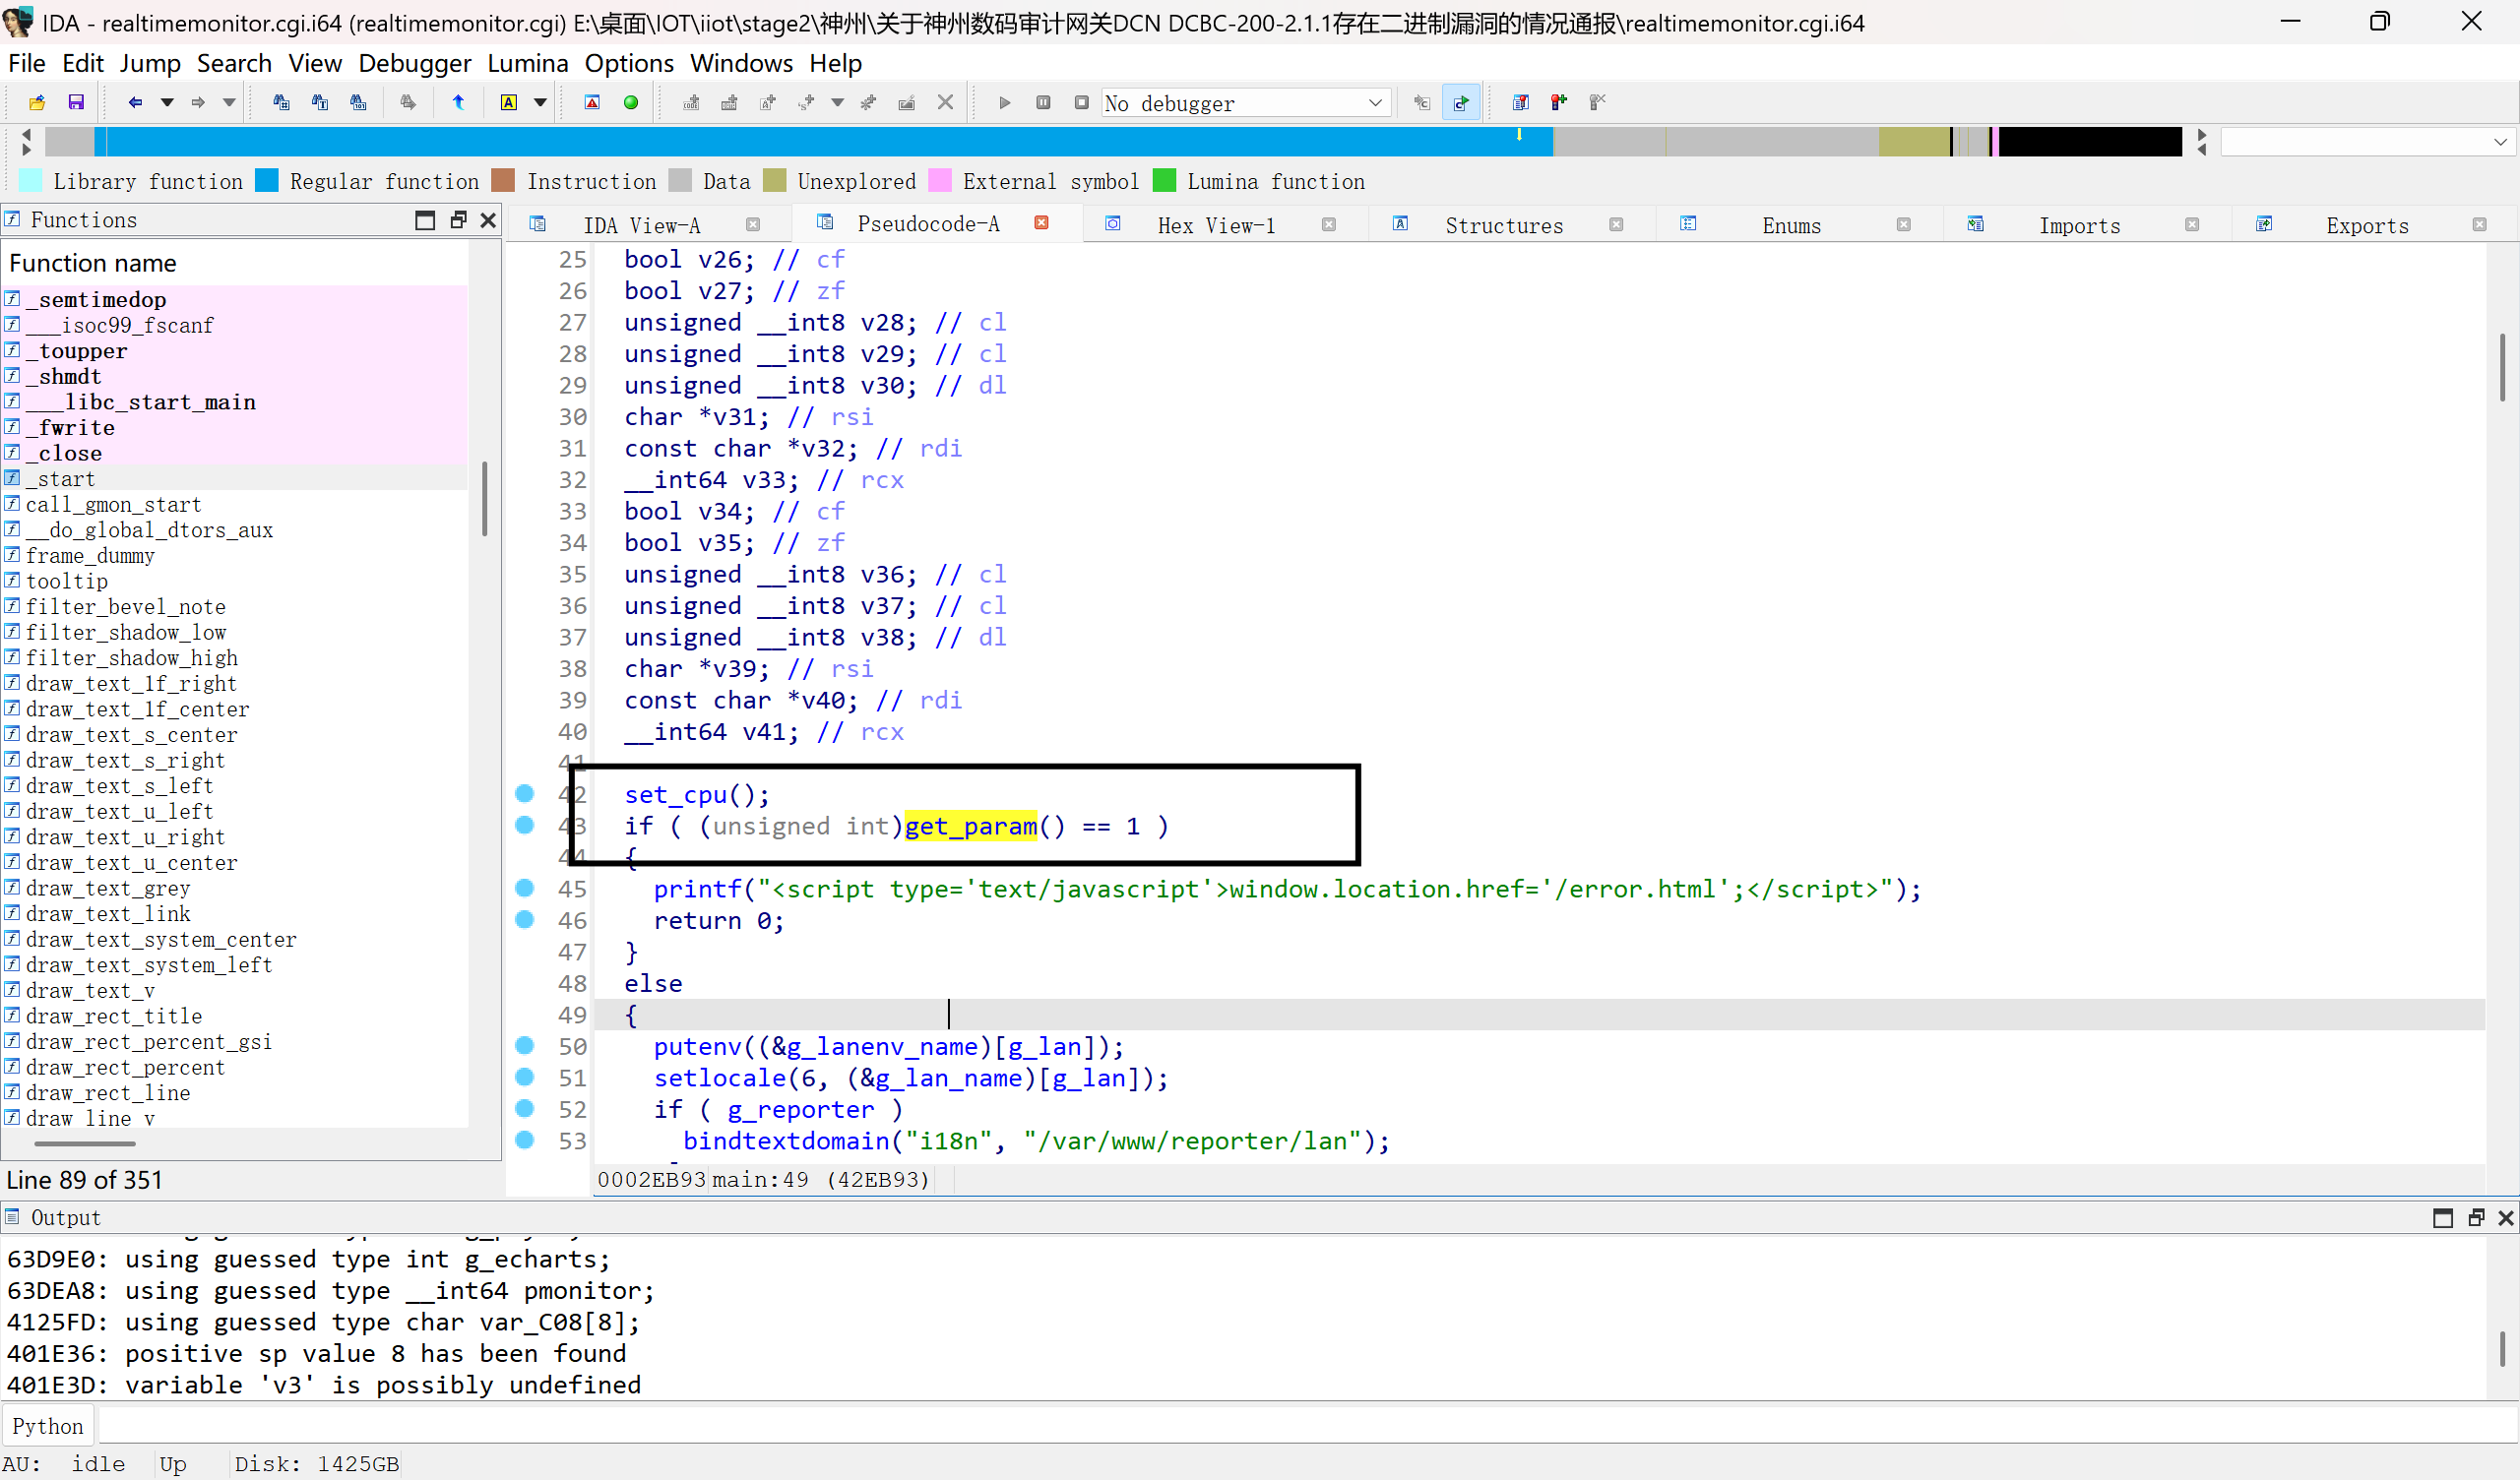 IDA - realtimemonitor.cgi.i64 (realtimemonitor.cgi) E:\桌面\IOT\iiot\stage2\神州\关于神州数码审计网关DCN DCBC-200-2.1.1存在二进制漏洞的情况通报\realtimemonitor.cgi.i64
File Edit Jump Search View Debugger Lumina Options Windows Help
No debugger
Library function Regular function Instruction Data Unexplored External symbol Lumina function
Functions
Function name
_semtimedop
___isoc99_fscanf
_toupper
_shmdt
___libc_start_main
_fwrite
_close
_start
call_gmon_start
__do_global_dtors_aux
frame_dummy
tooltip
filter_bevel_note
filter_shadow_low
filter_shadow_high
draw_text_lf_right
draw_text_lf_center
draw_text_s_center
draw_text_s_right
draw_text_s_left
draw_text_u_left
draw_text_u_right
draw_text_u_center
draw_text_grey
draw_text_link
draw_text_system_center
draw_text_system_left
draw_text_v
draw_rect_title
draw_rect_percent_gsi
draw_rect_percent
draw_rect_line
draw_line_v
Line 89 of 351
IDA View-A Pseudocode-A Hex View-1 Structures Enums Imports Exports
25 bool v26; // cf
26 bool v27; // zf
27 unsigned __int8 v28; // cl
28 unsigned __int8 v29; // cl
29 unsigned __int8 v30; // dl
30 char *v31; // rsi
31 const char *v32; // rdi
32 __int64 v33; // rcx
33 bool v34; // cf
34 bool v35; // zf
35 unsigned __int8 v36; // cl
36 unsigned __int8 v37; // cl
37 unsigned __int8 v38; // dl
38 char *v39; // rsi
39 const char *v40; // rdi
40 __int64 v41; // rcx
41
42 set_cpu();
43 if ( (unsigned int)get_param() == 1 )
44 {
45 printf("<script type='text/javascript'>window.location.href='/error.html';</script>");
46 return 0;
47 }
48 else
49 {
50 putenv((&g_lanenv_name)[g_lan]);
51 setlocale(6, (&g_lan_name)[g_lan]);
52 if ( g_reporter )
53 bindtextdomain("i18n", "/var/www/reporter/lan");
0002EB93 main:49 (42EB93)
Output
63D9E0: using guessed type int g_echarts;
63DEA8: using guessed type __int64 pmonitor;
4125FD: using guessed type char var_C08[8];
401E36: positive sp value 8 has been found
401E3D: variable 'v3' is possibly undefined
Python
AU: idle Up Disk: 1425GB